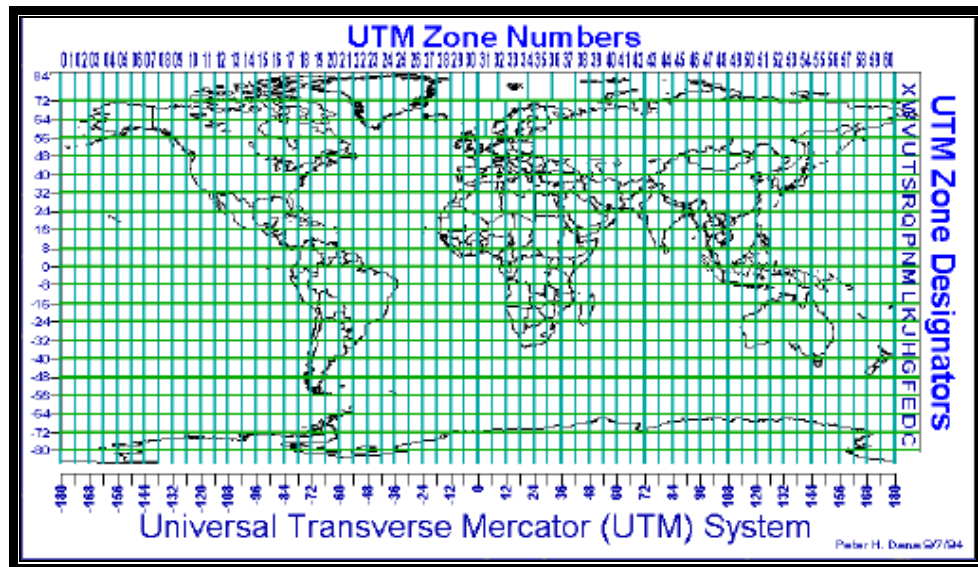 UTM Zone Numbers
01 02 03 04 05 06 07 08 09 10 11 12 13 14 15 16 17 18 19 20 21 22 23 24 25 26 27 28 29 30 31 32 33 34 35 36 37 38 39 40 41 42 43 44 45 46 47 48 49 50 51 52 53 54 55 56 57 58 59 60
84
72
64
56
48
40
32
24
16
8
0
-8
-16
-24
-32
-40
-48
-56
-64
-72
-80
X
W
V
U
T
S
R
Q
P
N
M
L
K
J
H
G
F
E
D
C
UTM Zone Designators
-180 -168 -156 -144 -132 -120 -108 -96 -84 -72 -60 -48 -36 -24 -12 0 12 24 36 48 60 72 84 96 108 120 132 144 156 168 180
Universal Transverse Mercator (UTM) System
Peter H. Dana 9/7/94